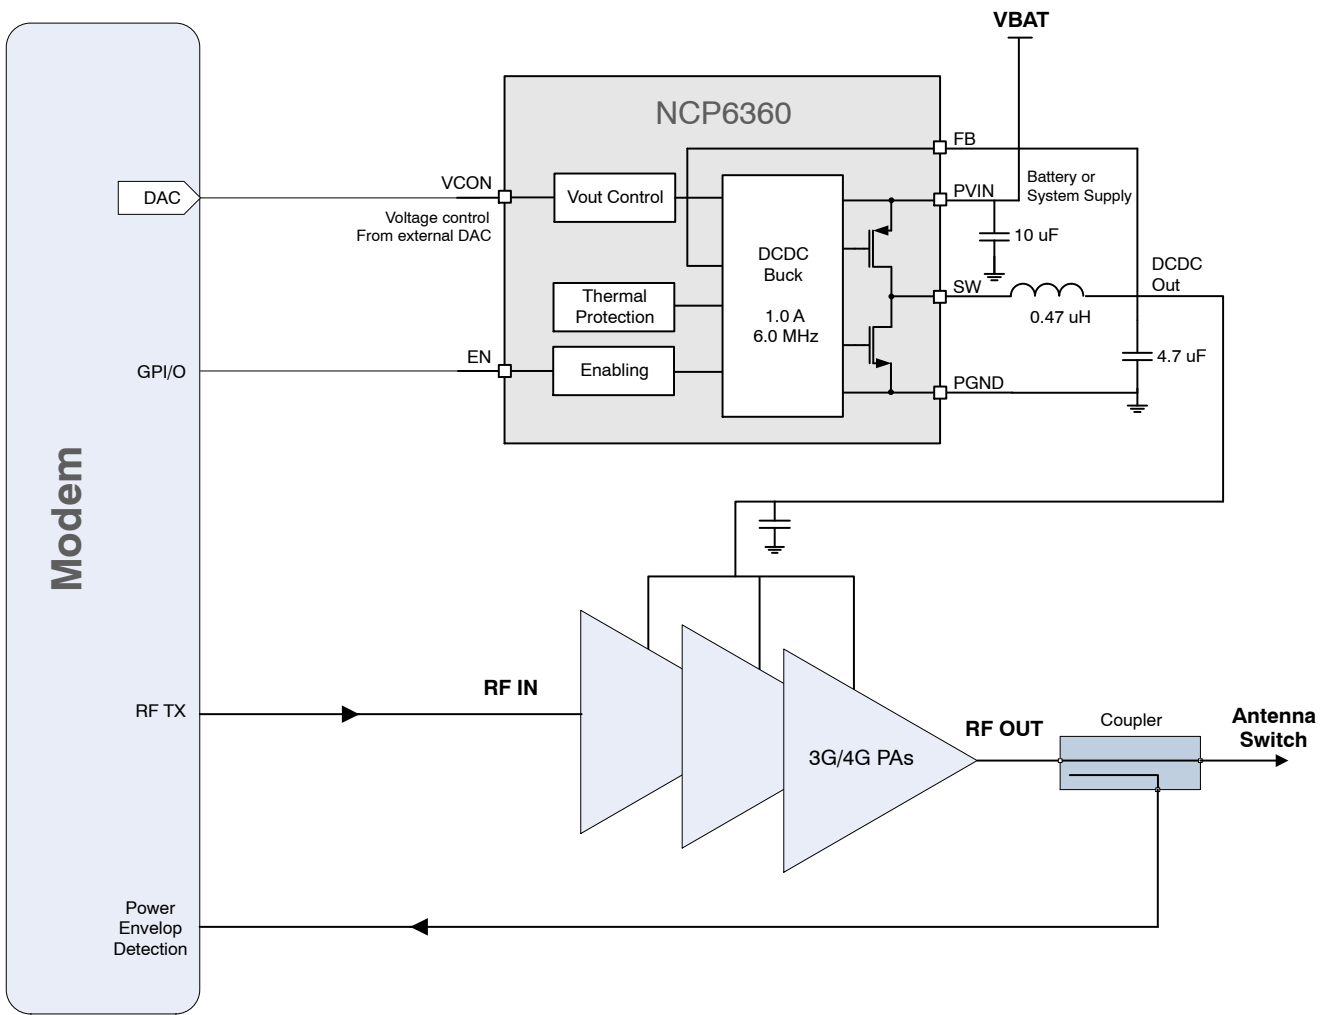 VBAT
NCP6360
FB
Battery or
System Supply
PVIN
DAC
VCON
Vout Control
Voltage control
From external DAC
10 uF
DCDC
Buck
1.0 A
6.0 MHz
DCDC
Out
SW
0.47 uH
Thermal
Protection
GPI/O
EN
Enabling
4.7 uF
PGND
Modem
RF TX
RF IN
3G/4G PAs
RF OUT
Coupler
Antenna
Switch
Power
Envelop
Detection